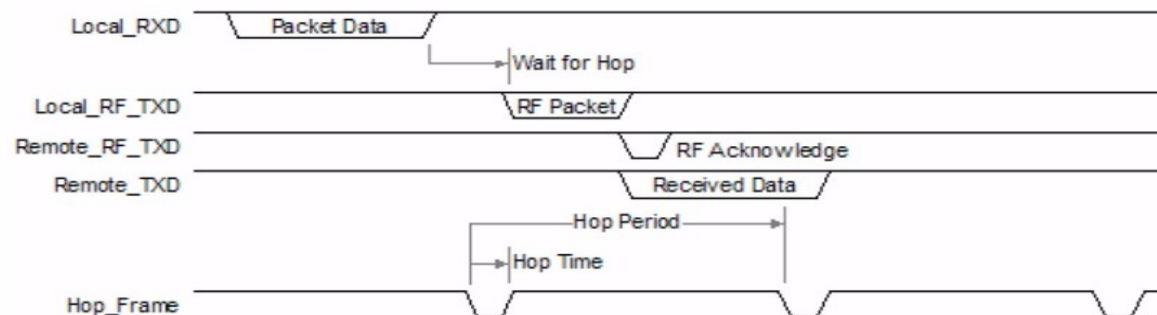 Local_RXD
Packet Data
Wait for Hop
Local_RF_TXD
RF Packet
Remote_RF_TXD
RF Acknowledge
Remote_TXD
Received Data
Hop Period
Hop Time
Hop_Frame